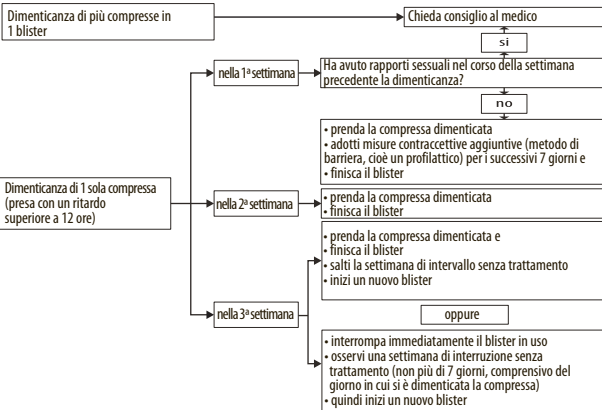 Dimenticanza di più compresse in
1 blister
Chieda consiglio al medico
si
nella 1ª settimana
Ha avuto rapporti sessuali nel corso della settimana
precedente la dimenticanza?
no
• prenda la compressa dimenticata
• adotti misure contraccettive aggiuntive (metodo di
barriera, cioè un profilattico) per i successivi 7 giorni e
• finisca il blister
Dimenticanza di 1 sola compressa
(presa con un ritardo
superiore a 12 ore)
nella 2ª settimana
• prenda la compressa dimenticata
• finisca il blister
• prenda la compressa dimenticata e
• finisca il blister
• salti la settimana di intervallo senza trattamento
• inizi un nuovo blister
nella 3ª settimana
oppure
• interrompa immediatamente il blister in uso
• osservi una settimana di interruzione senza
trattamento (non più di 7 giorni, comprensivo del
giorno in cui si è dimenticata la compressa)
• quindi inizi un nuovo blister